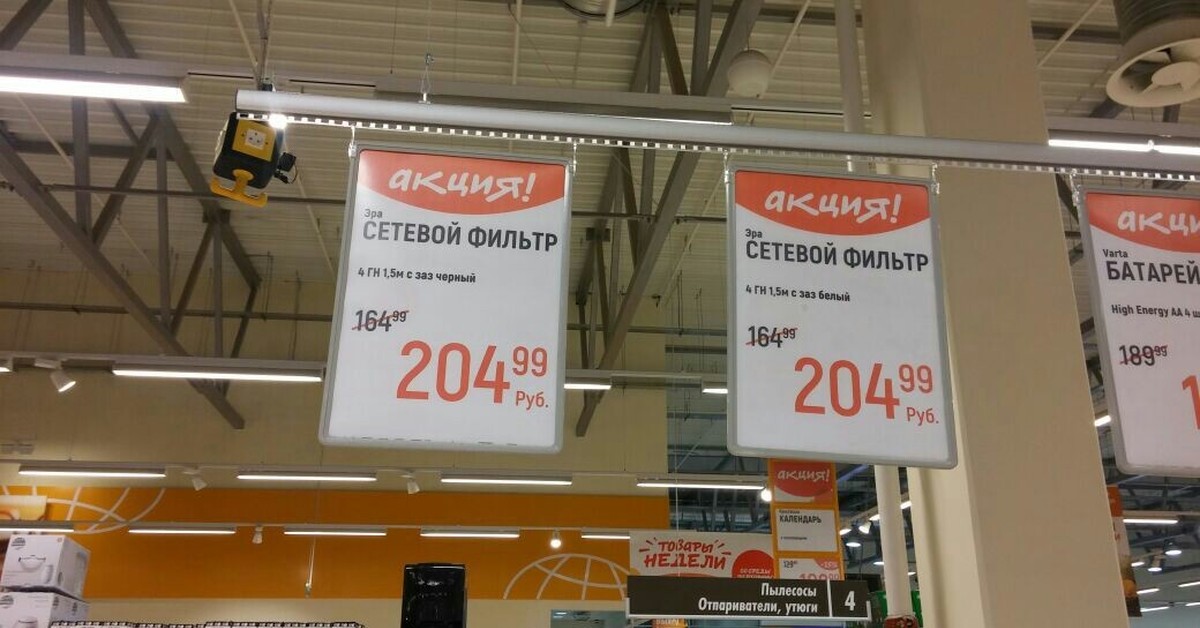 акция!
Эра
СЕТЕВОЙ ФИЛЬТР
4 ГН 1,5м с заз черный
164 99
204 99
Руб.
акция!
Эра
СЕТЕВОЙ ФИЛЬТР
4 ГН 1,5м с заз белый
164 99
204 99
Руб.
акци
Varta
БАТАРЕЙ
High Energy AA 4 ш
189 99
1
акция!
КАЛЕНДАРЬ
товары
недели
Пылесосы
Отпариватели, утюги
4